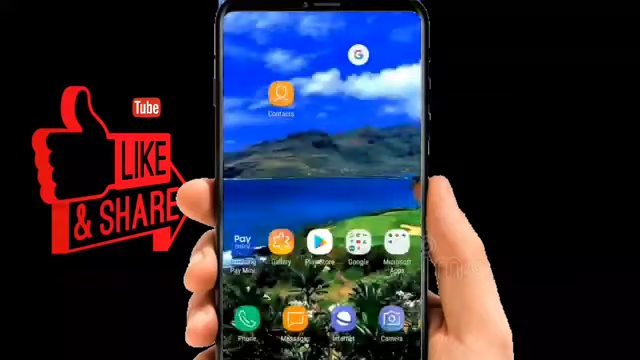 Tube
LIKE
& SHARE
G
Contacts
Pay
mini
Samsung
Pay Mini
Gallery
Play Store
Google
Microsoft
Apps
Phone
Messages
Internet
Camera